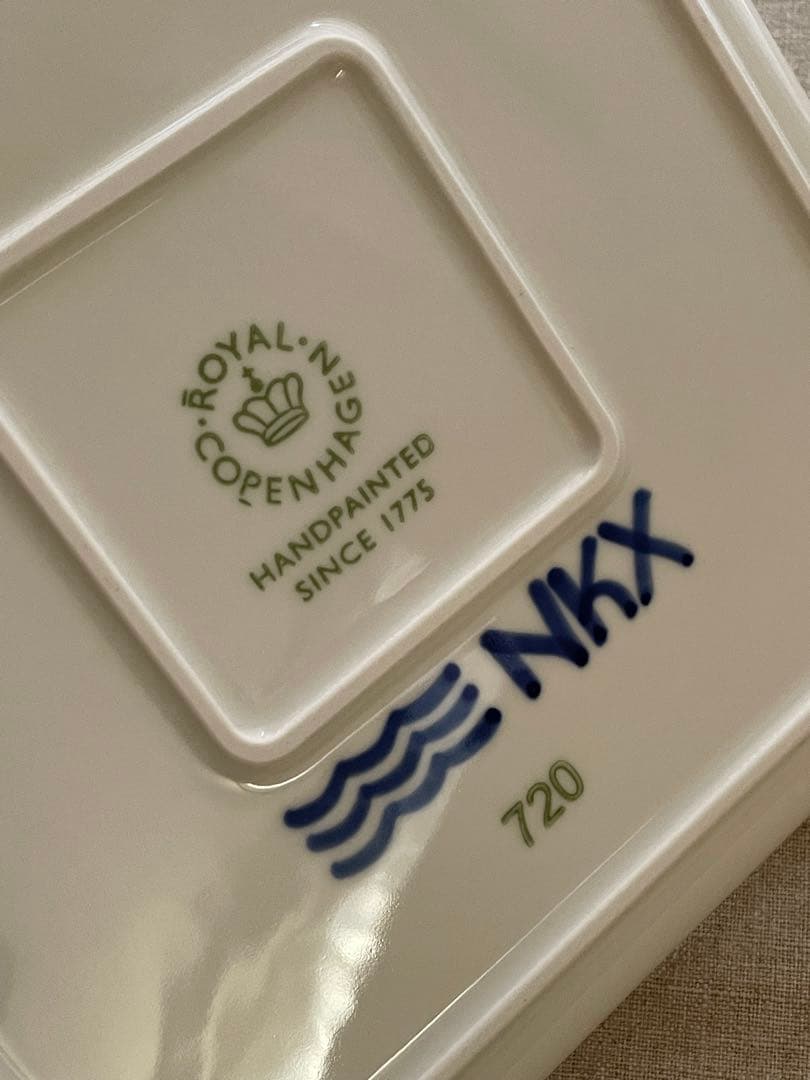 ROYAL · COPENHAGEN ·
HANDPAINTED
SINCE 1775
NKX
720